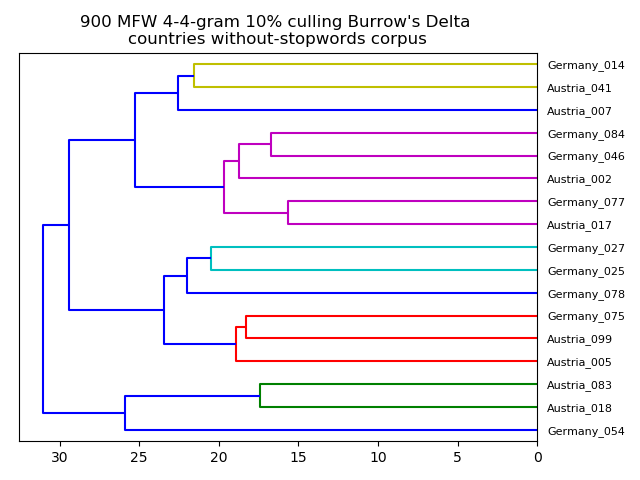 900 MFW 4-4-gram 10% culling Burrow's Delta
countries without-stopwords corpus
Germany_014
Austria_041
Austria_007
Germany_084
Germany_046
Austria_002
Germany_077
Austria_017
Germany_027
Germany_025
Germany_078
Germany_075
Austria_099
Austria_005
Austria_083
Austria_018
Germany_054
30 25 20 15 10 5 0